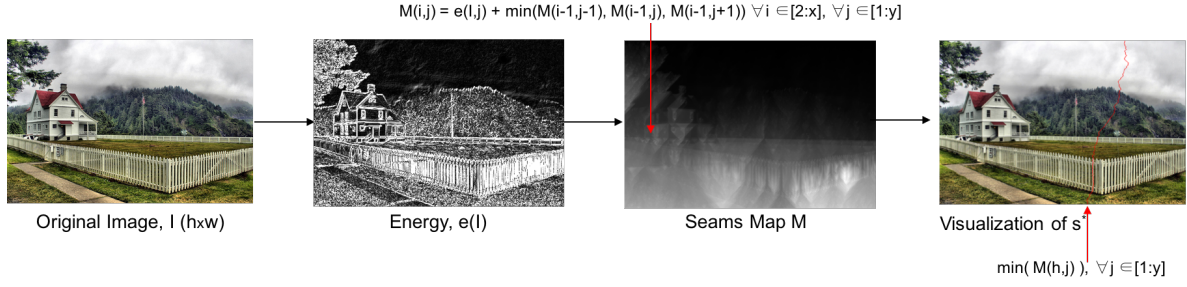 M(i,j) = e(I,j) + min(M(i-1,j-1), M(i-1,j), M(i-1,j+1)) ∀i ∈[2:x], ∀j ∈[1:y]
Original Image, I (hxw)
Energy, e(I)
Seams Map M
Visualization of s*
min( M(h,j) ), ∀j ∈[1:y]